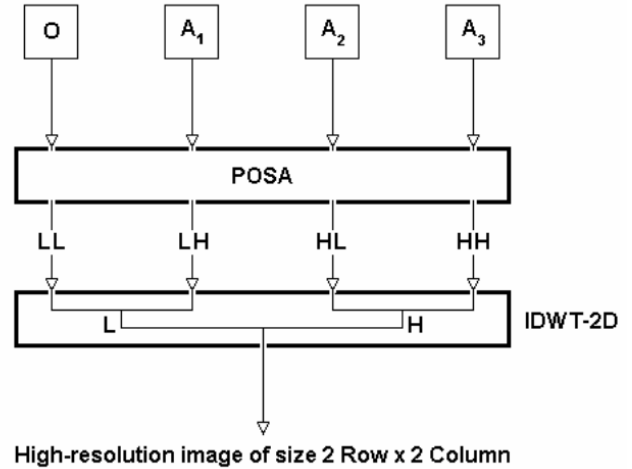 O A₁ A₂ A₃
POSA
LL LH HL HH
L H
IDWT-2D
High-resolution image of size 2 Row x 2 Column